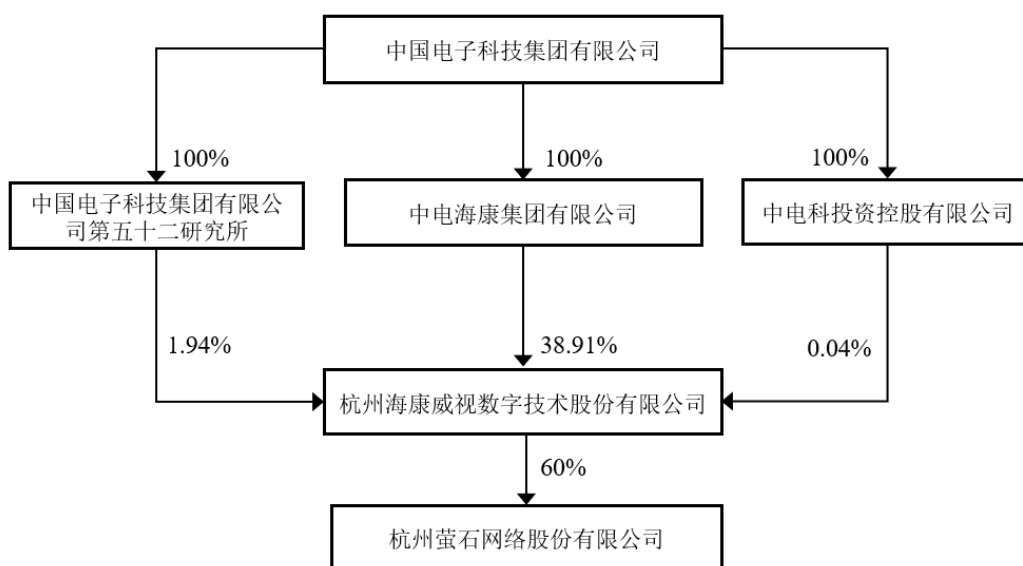 中国电子科技集团有限公司
100%
100%
100%
中国电子科技集团有限公
司第五十二研究所
中电海康集团有限公司
中电科投资控股有限公司
1.94%
38.91%
0.04%
杭州海康威视数字技术股份有限公司
60%
杭州萤石网络股份有限公司